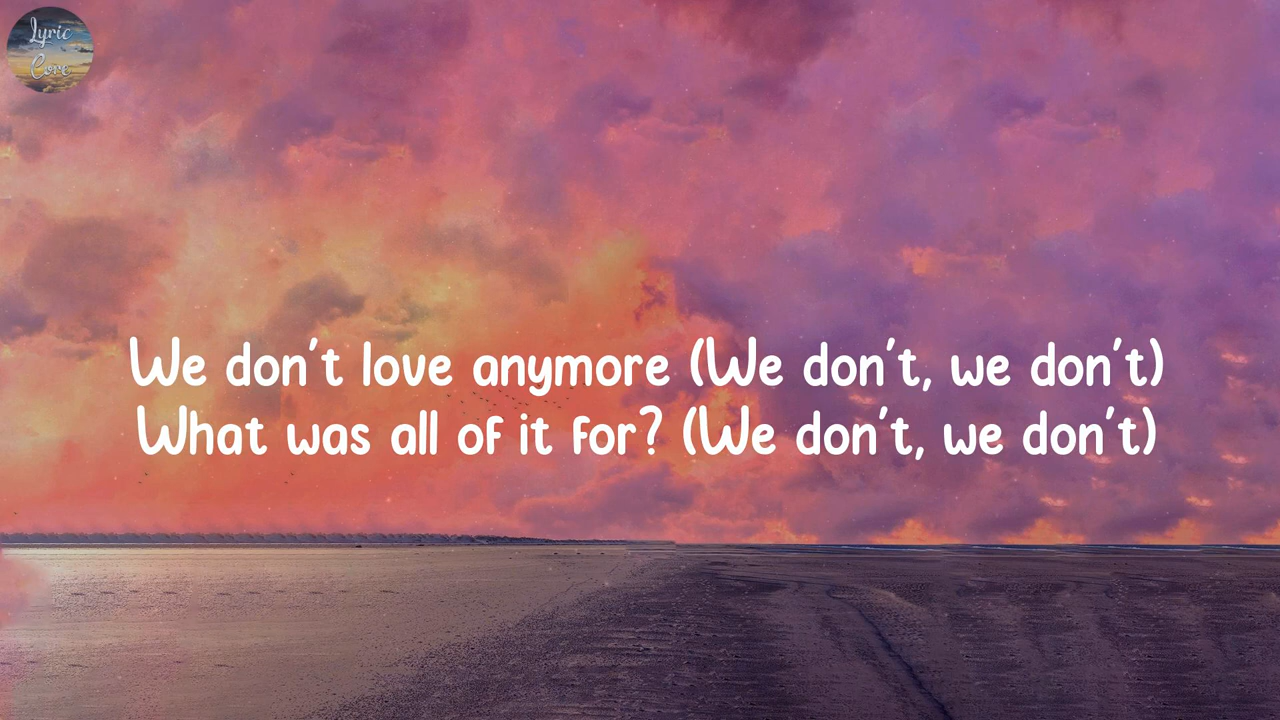 Lyric
Core
We don't love anymore (We don't, we don't)
What was all of it for? (We don't, we don't)